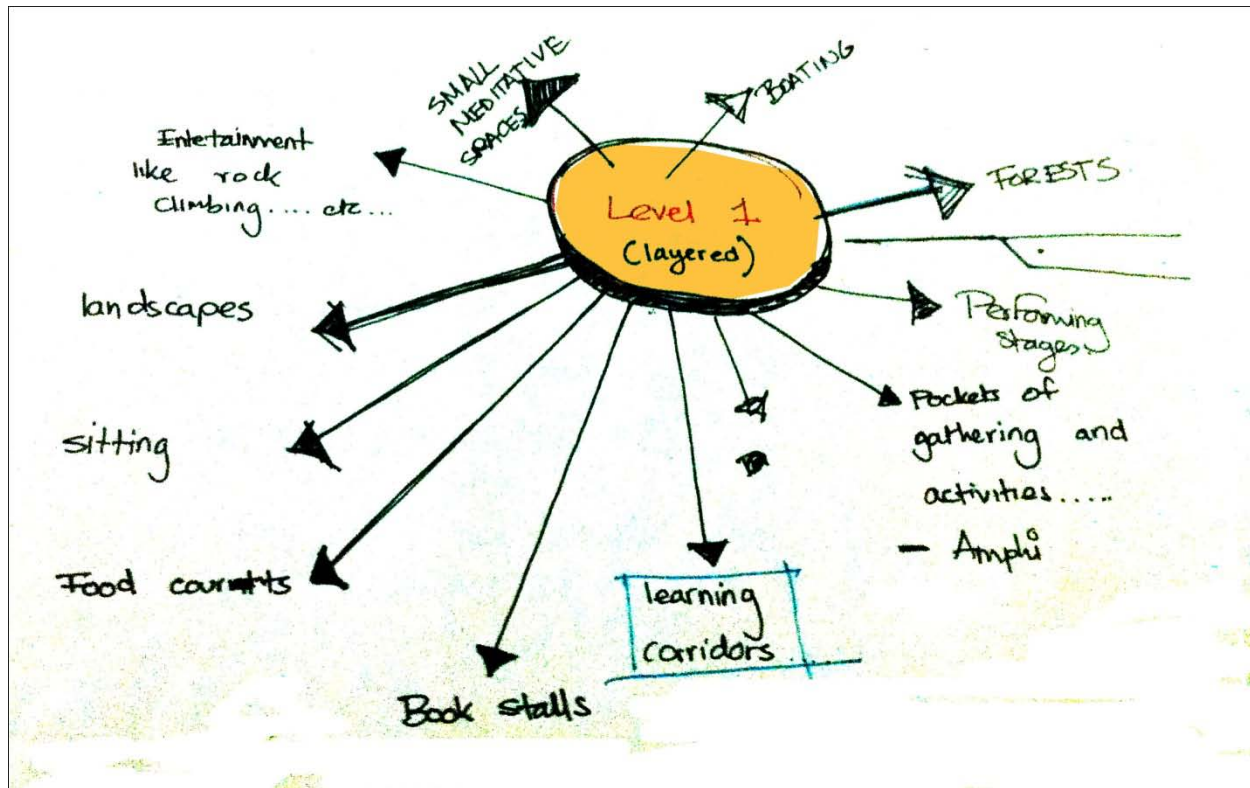 SMALL
MEDITATIVE
SPACES
BOATING
Entertainment
like rock
climbing.... etc...
FORESTS
Level 1
(layered)
landscapes
Performing
stages.
Pockets of
gathering and
activities.....
- Amphi
sitting
Food courts
learning
corridors
Book stalls